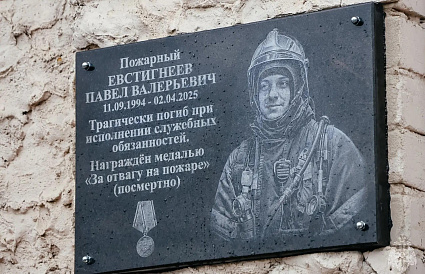 Пожарный
ЕВСТИГНЕЕВ
ПАВЕЛ ВАЛЕРЬЕВИЧ
11.09.1994 - 02.04.2025
Трагически погиб при
исполнении служебных
обязанностей.
Награждён медалью
«За отвагу на пожаре»
(посмертно)